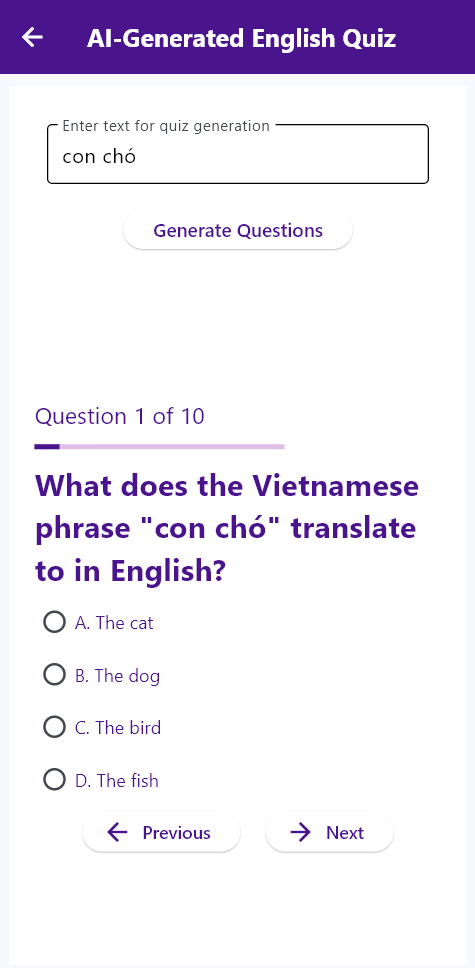 AI-Generated English Quiz
Enter text for quiz generation
con chó
Generate Questions
Question 1 of 10
What does the Vietnamese
phrase "con chó" translate
to in English?
A. The cat
B. The dog
C. The bird
D. The fish
Previous
Next